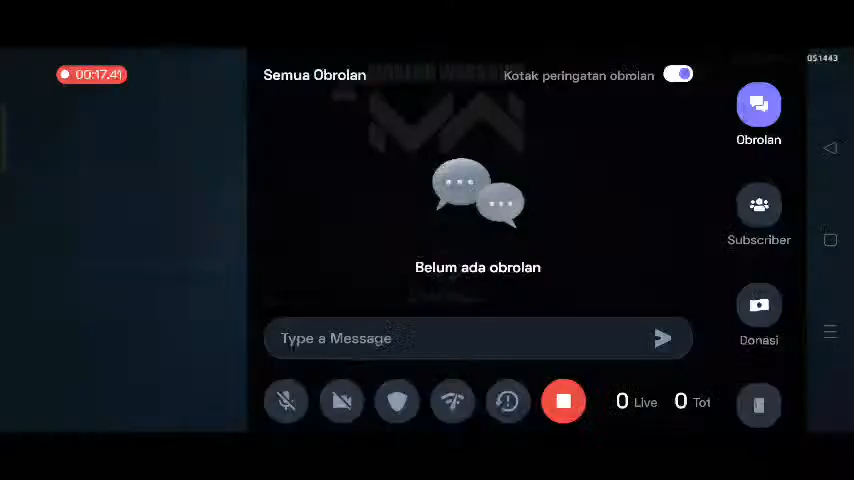 00:17.41
Semua Obrolan
Kotak peringatan obrolan
051443
Obrolan
Subscriber
Belum ada obrolan
Type a Message
Donasi
0 Live 0 Tot